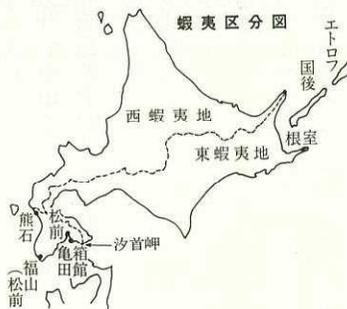 蝦夷区分図
エトロフ
国後
根室
西蝦夷地
東蝦夷地
松前
熊石
汐首岬
箱館
亀田
福山
(松前)